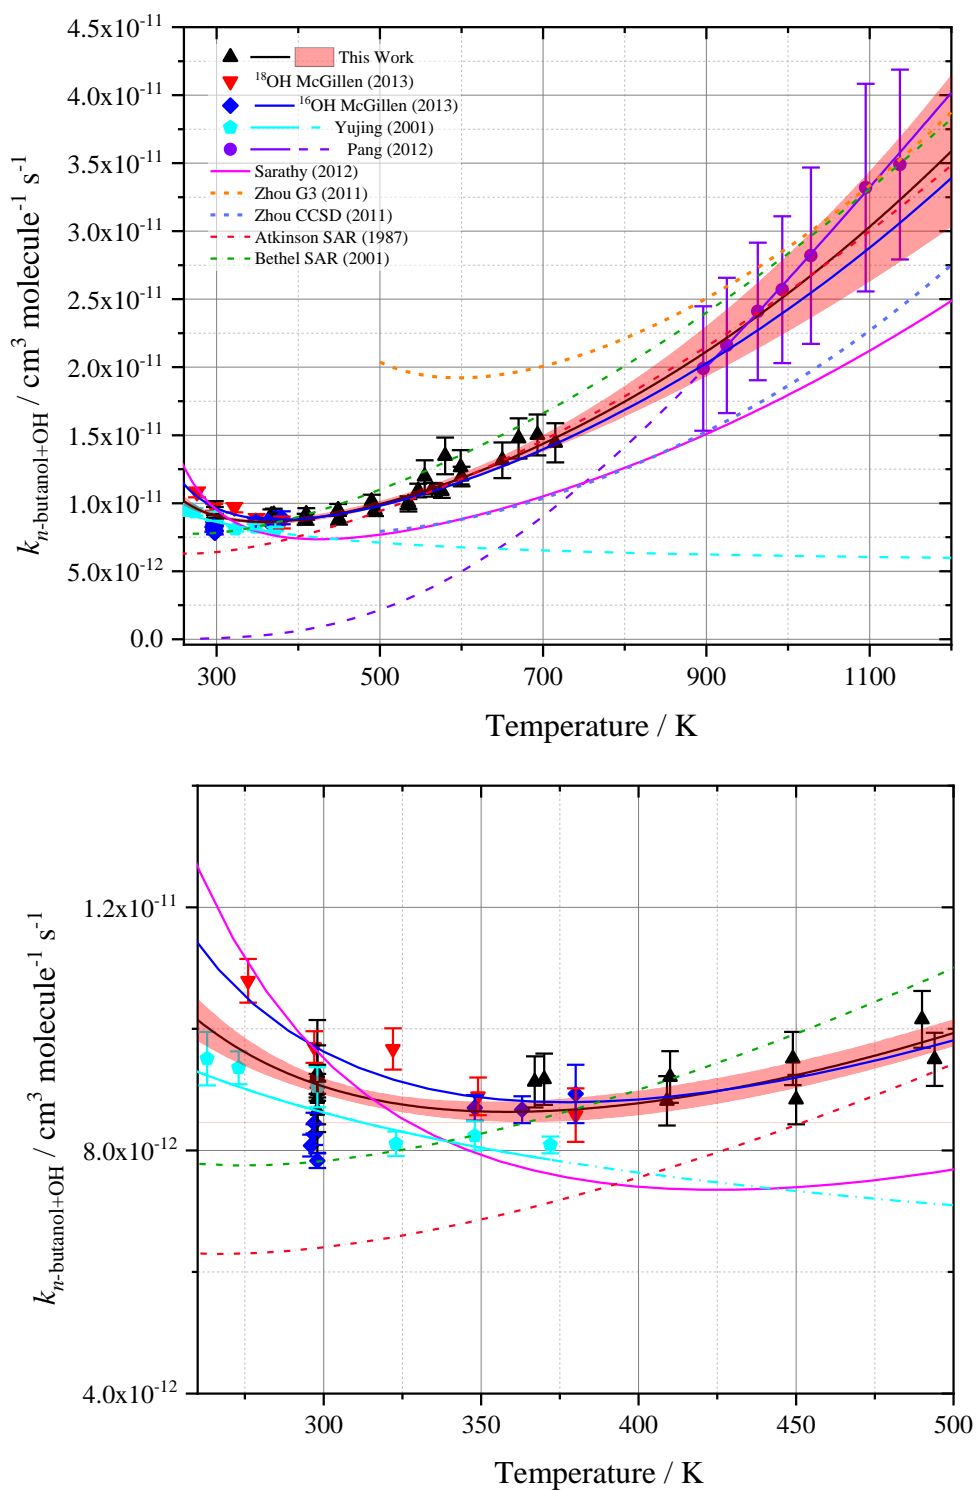 4.5x10⁻¹¹
4.0x10⁻¹¹
3.5x10⁻¹¹
3.0x10⁻¹¹
2.5x10⁻¹¹
2.0x10⁻¹¹
1.5x10⁻¹¹
1.0x10⁻¹¹
5.0x10⁻¹²
0.0
k n-butanol+OH / cm³ molecule⁻¹ s⁻¹
This Work
¹⁸OH McGillen (2013)
¹⁶OH McGillen (2013)
Yujing (2001)
Pang (2012)
Sarathy (2012)
Zhou G3 (2011)
Zhou CCSD (2011)
Atkinson SAR (1987)
Bethel SAR (2001)
300 500 700 900 1100
Temperature / K
1.2x10⁻¹¹
8.0x10⁻¹²
4.0x10⁻¹²
k n-butanol+OH / cm³ molecule⁻¹ s⁻¹
300 350 400 450 500
Temperature / K